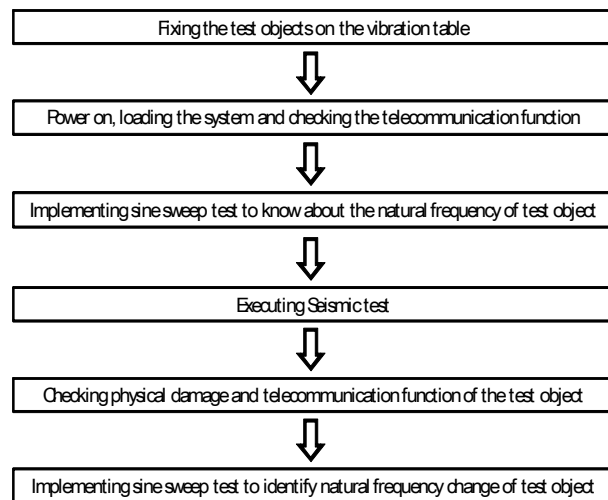 Fixing the test objects on the vibration table
Power on, loading the system and checking the telecommunication function
Implementing sine sweep test to know about the natural frequency of test object
Executing Seismic test
Checking physical damage and telecommunication function of the test object
Implementing sine sweep test to identify natural frequency change of test object